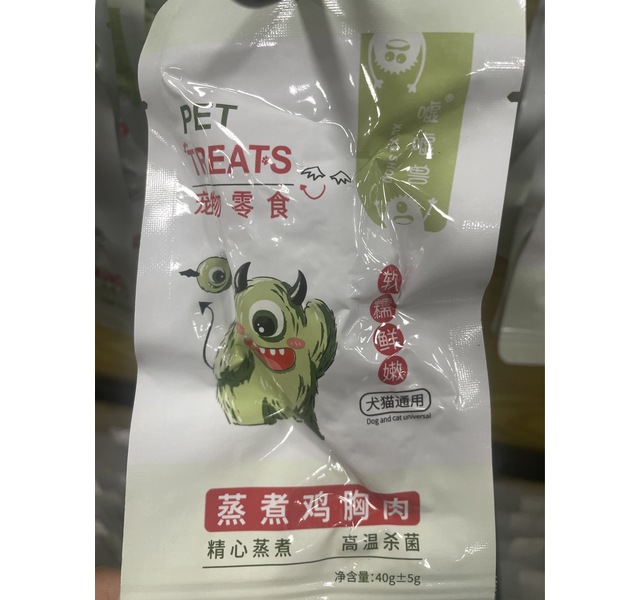 PET
TREATS
宠物零食
嘘
软糯鲜嫩
犬猫通用
Dog and cat universal
蒸煮鸡胸肉
精心蒸煮
高温杀菌
净含量:40g±5g